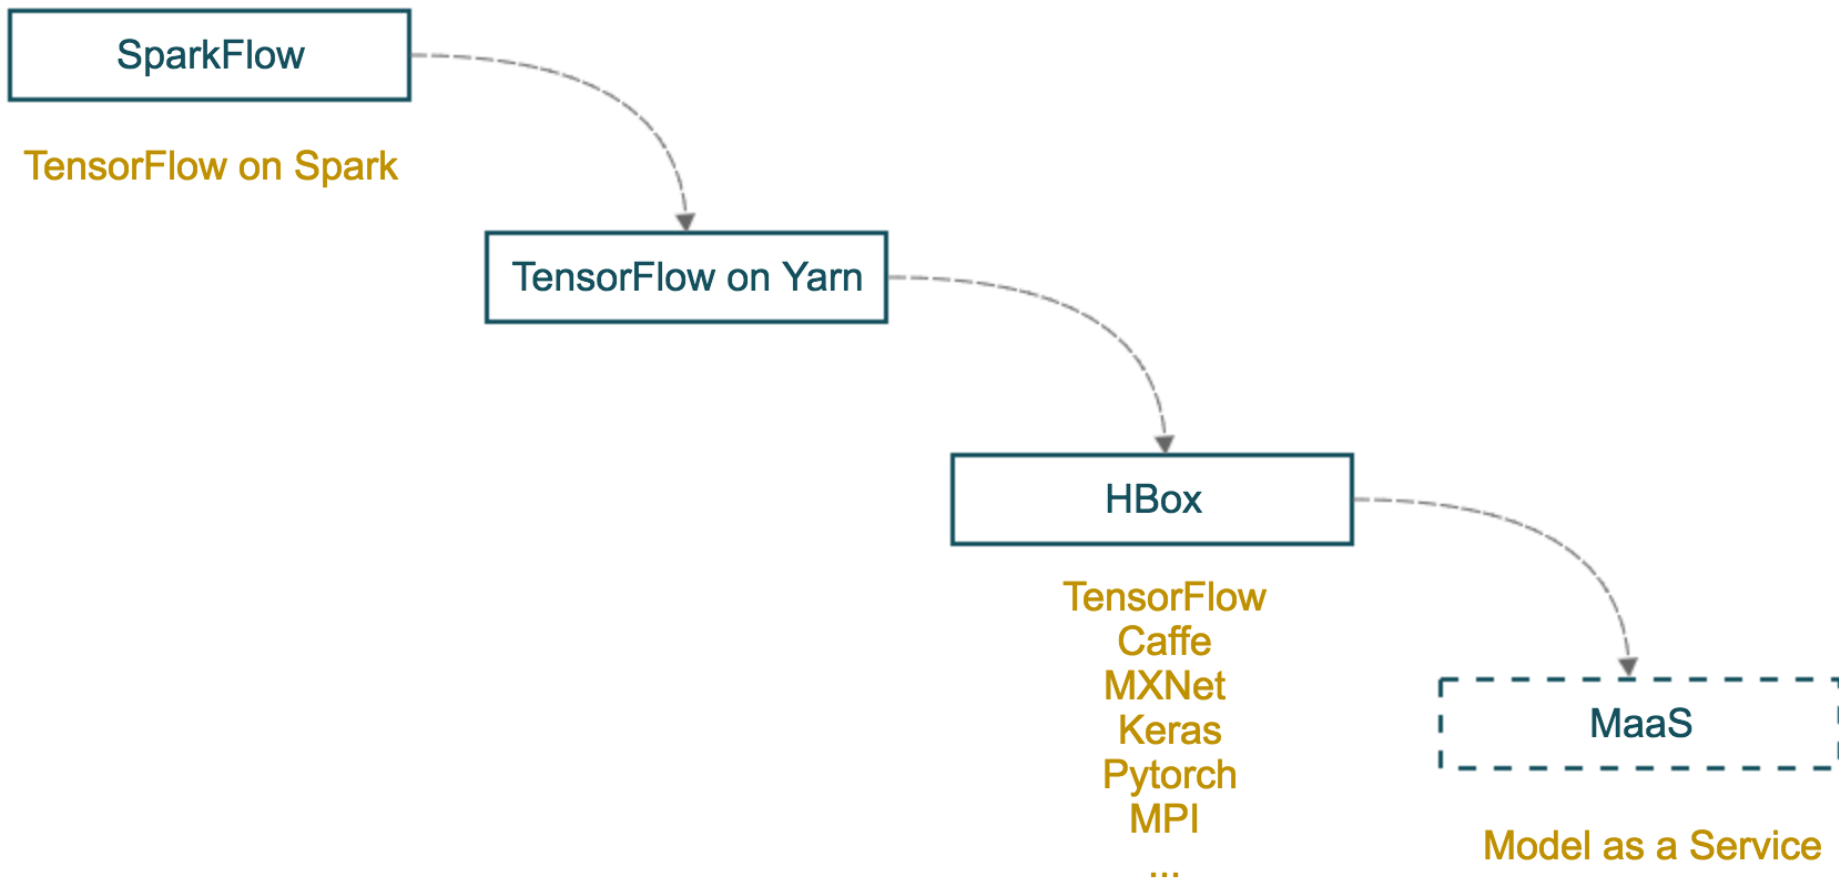 SparkFlow
TensorFlow on Spark
TensorFlow on Yarn
HBox
TensorFlow
Caffe
MXNet
Keras
Pytorch
MPI
...
MaaS
Model as a Service